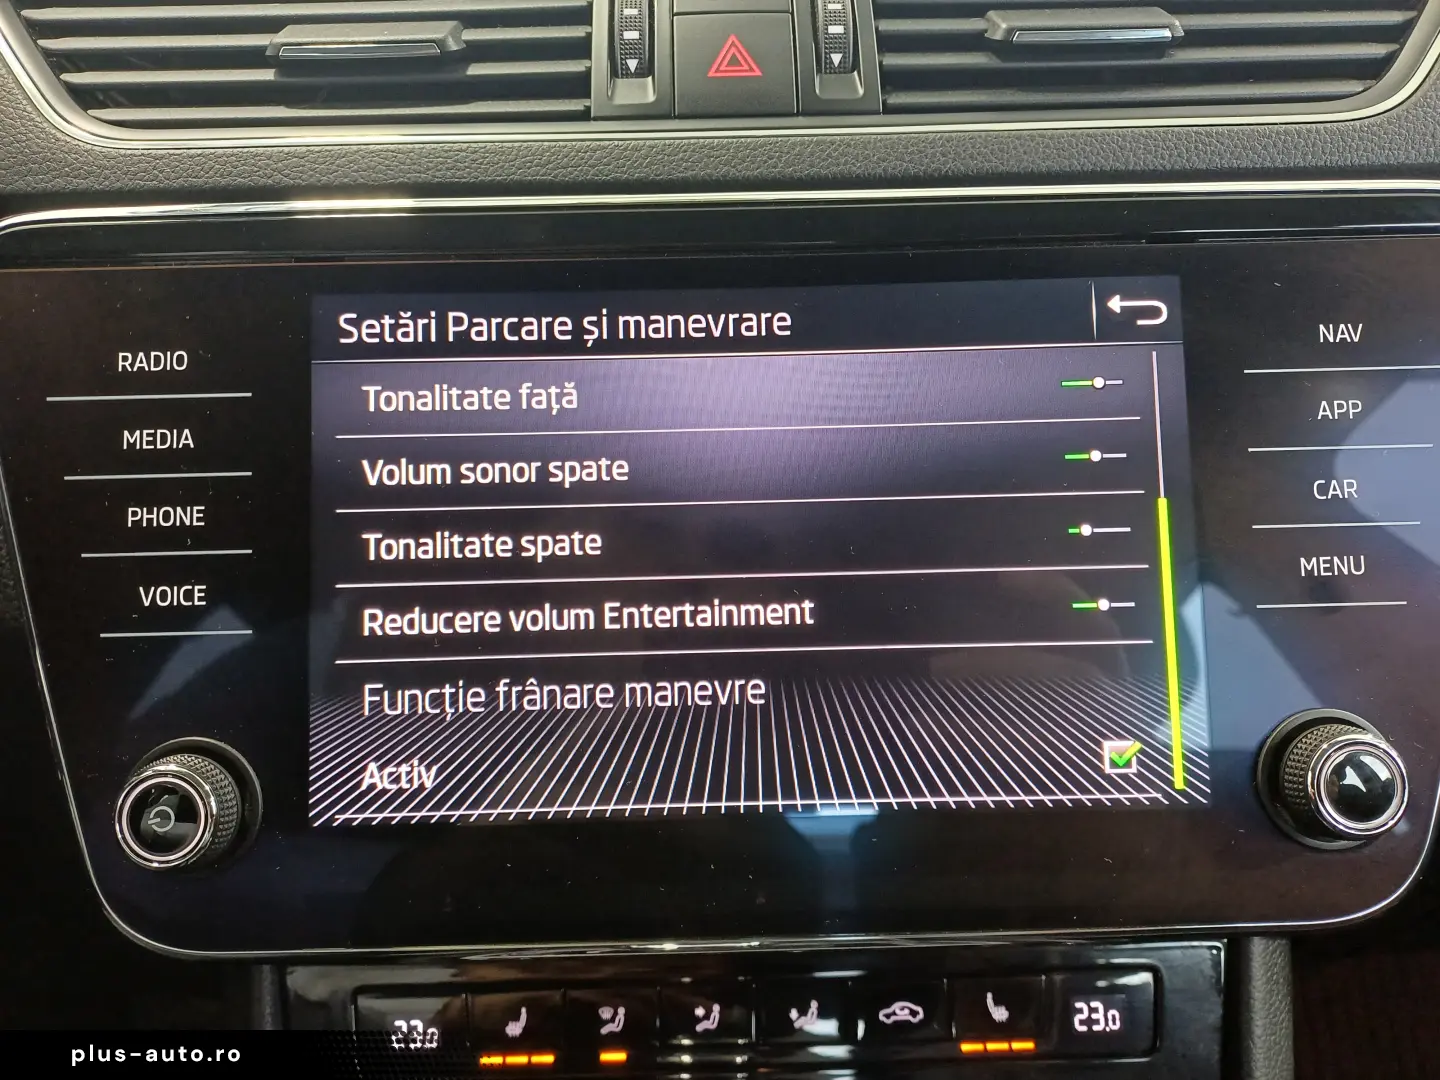 Setări Parcare și manevrare
Tonalitate față
Volum sonor spate
Tonalitate spate
Reducere volum Entertainment
Funcție frânare manevre
Activ
RADIO
MEDIA
PHONE
VOICE
NAV
APP
CAR
MENU
23.0
23.0
plus-auto.ro